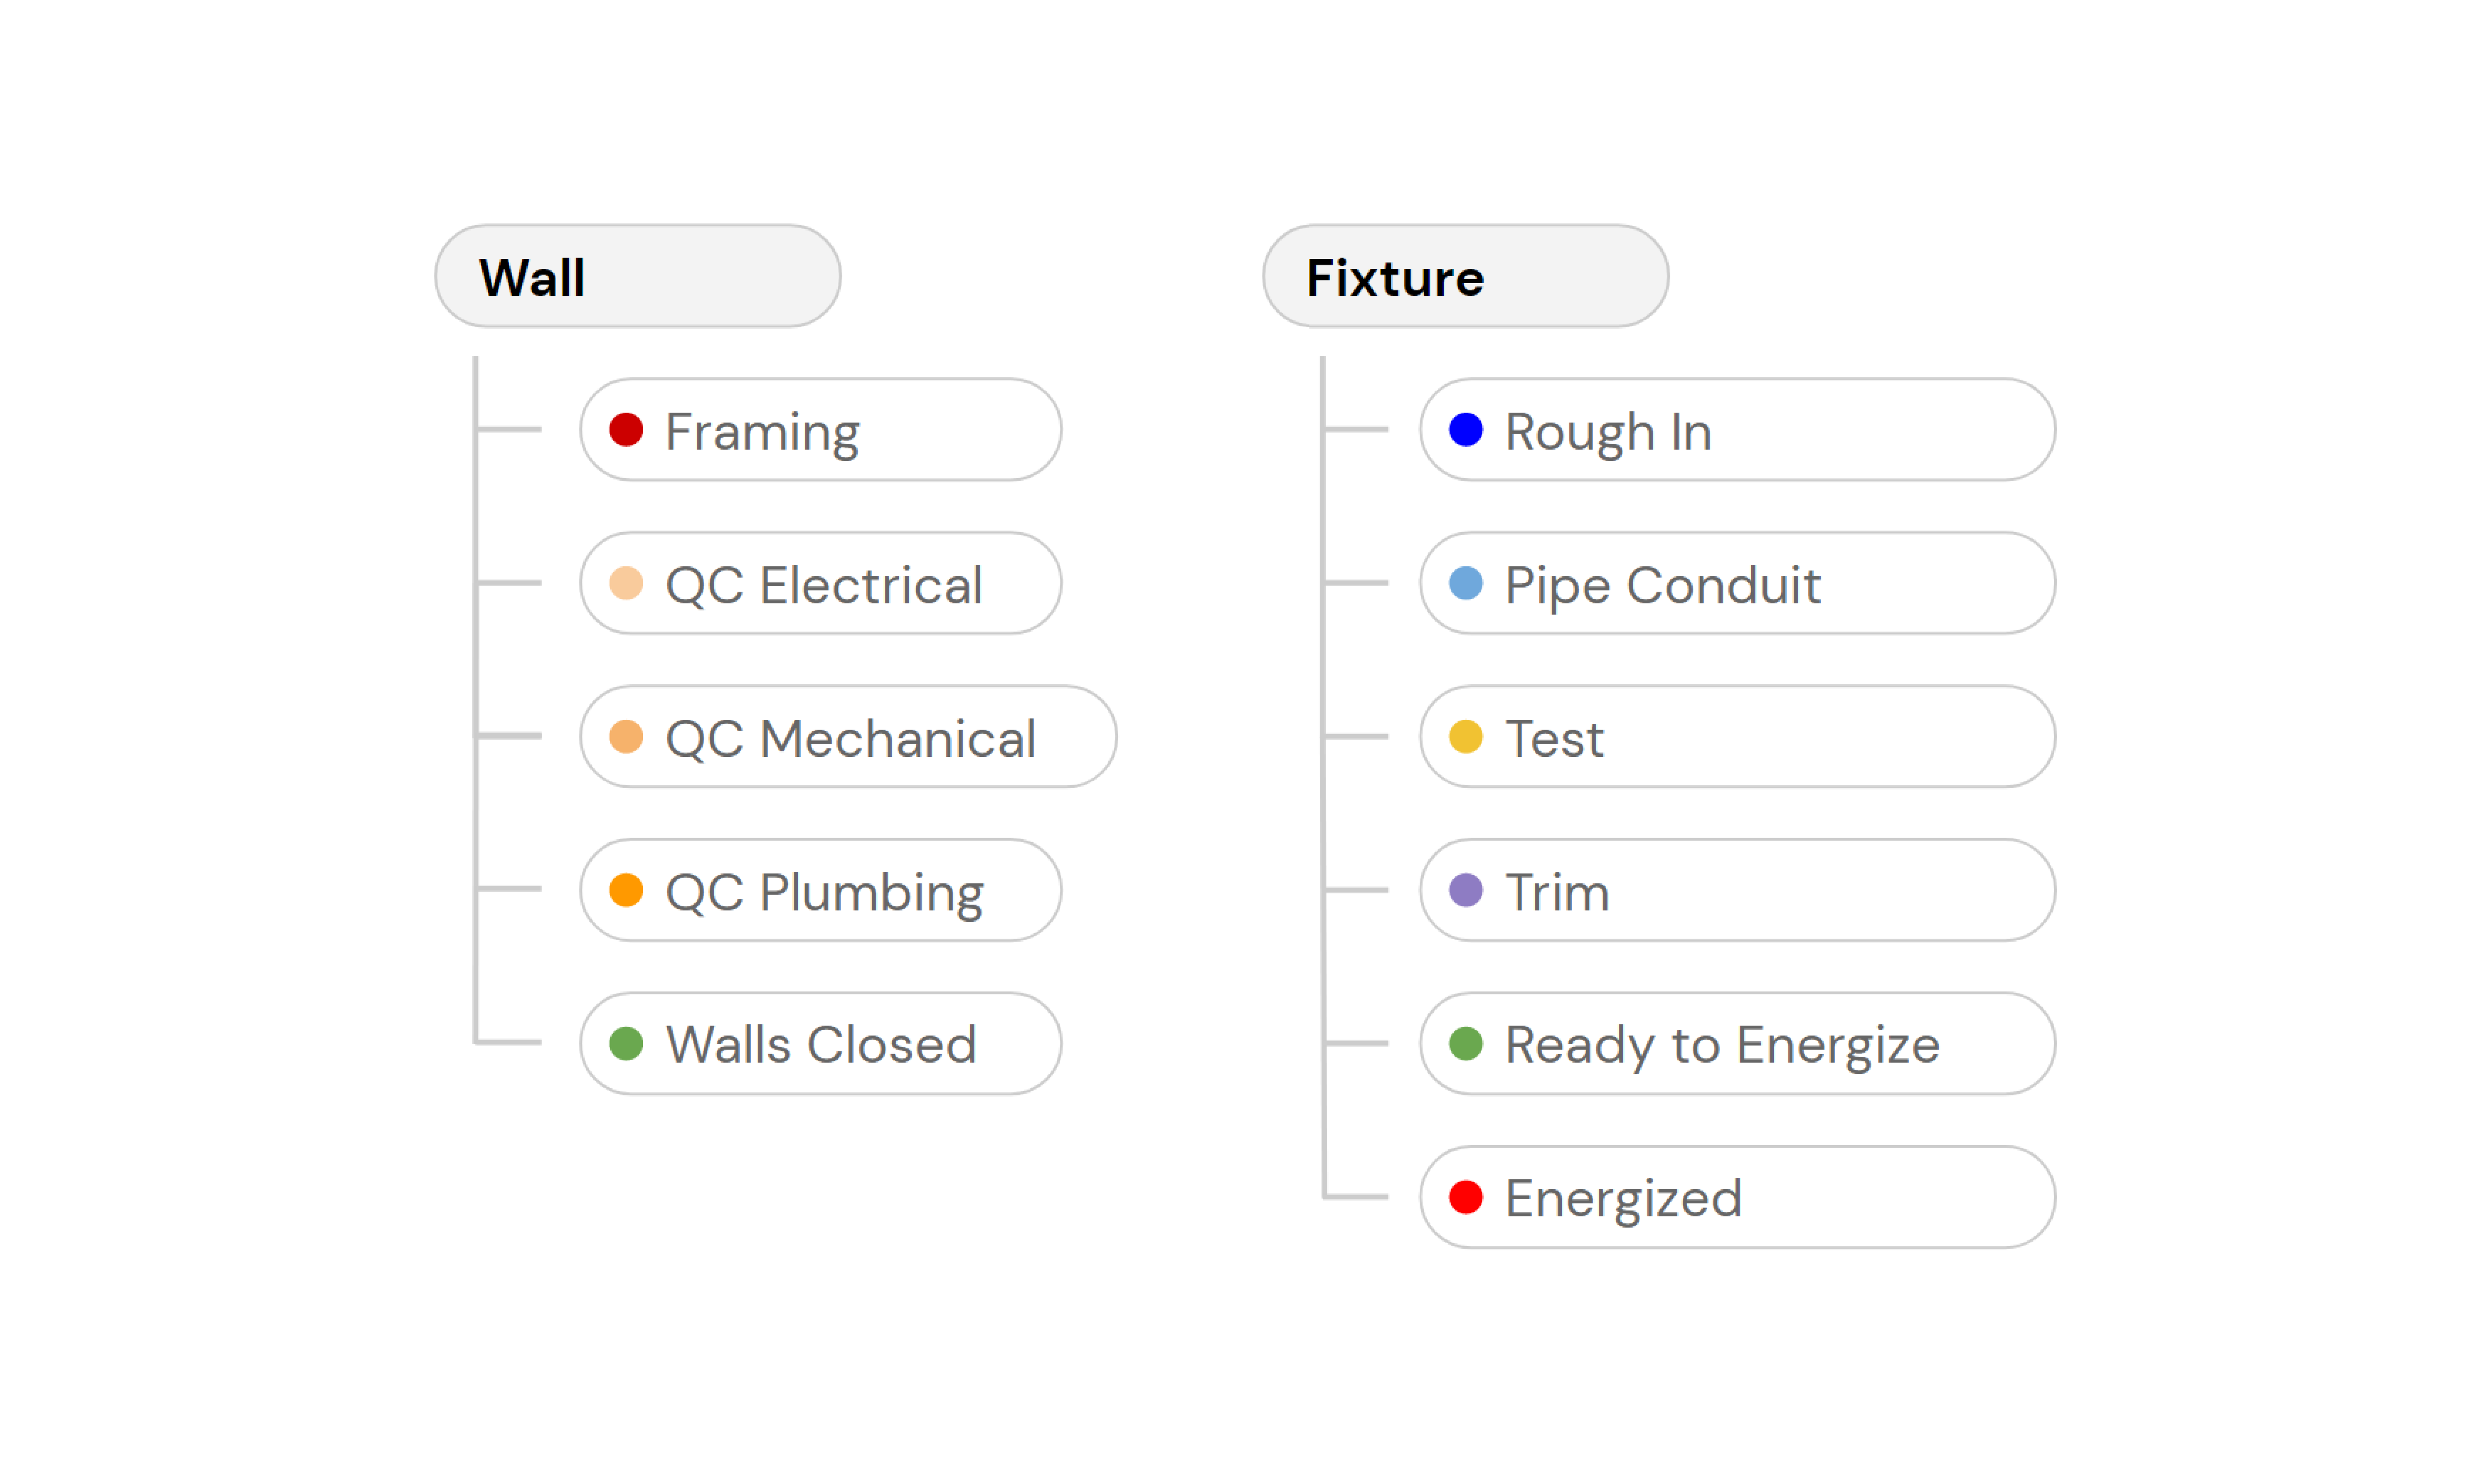 Wall
Framing
QC Electrical
QC Mechanical
QC Plumbing
Walls Closed
Fixture
Rough In
Pipe Conduit
Test
Trim
Ready to Energize
Energized